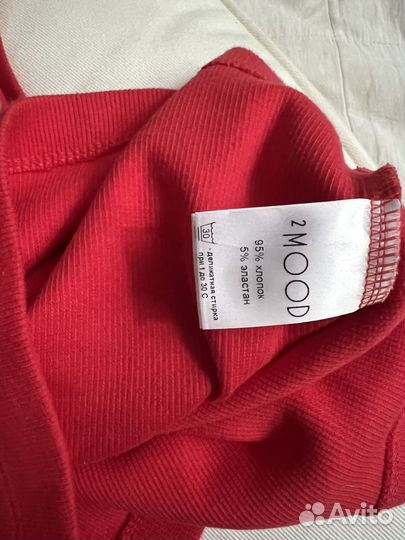 2MOOD
95% хлопок
5% эластан
30
- деликатная стирка
при t до 30 C
Avito